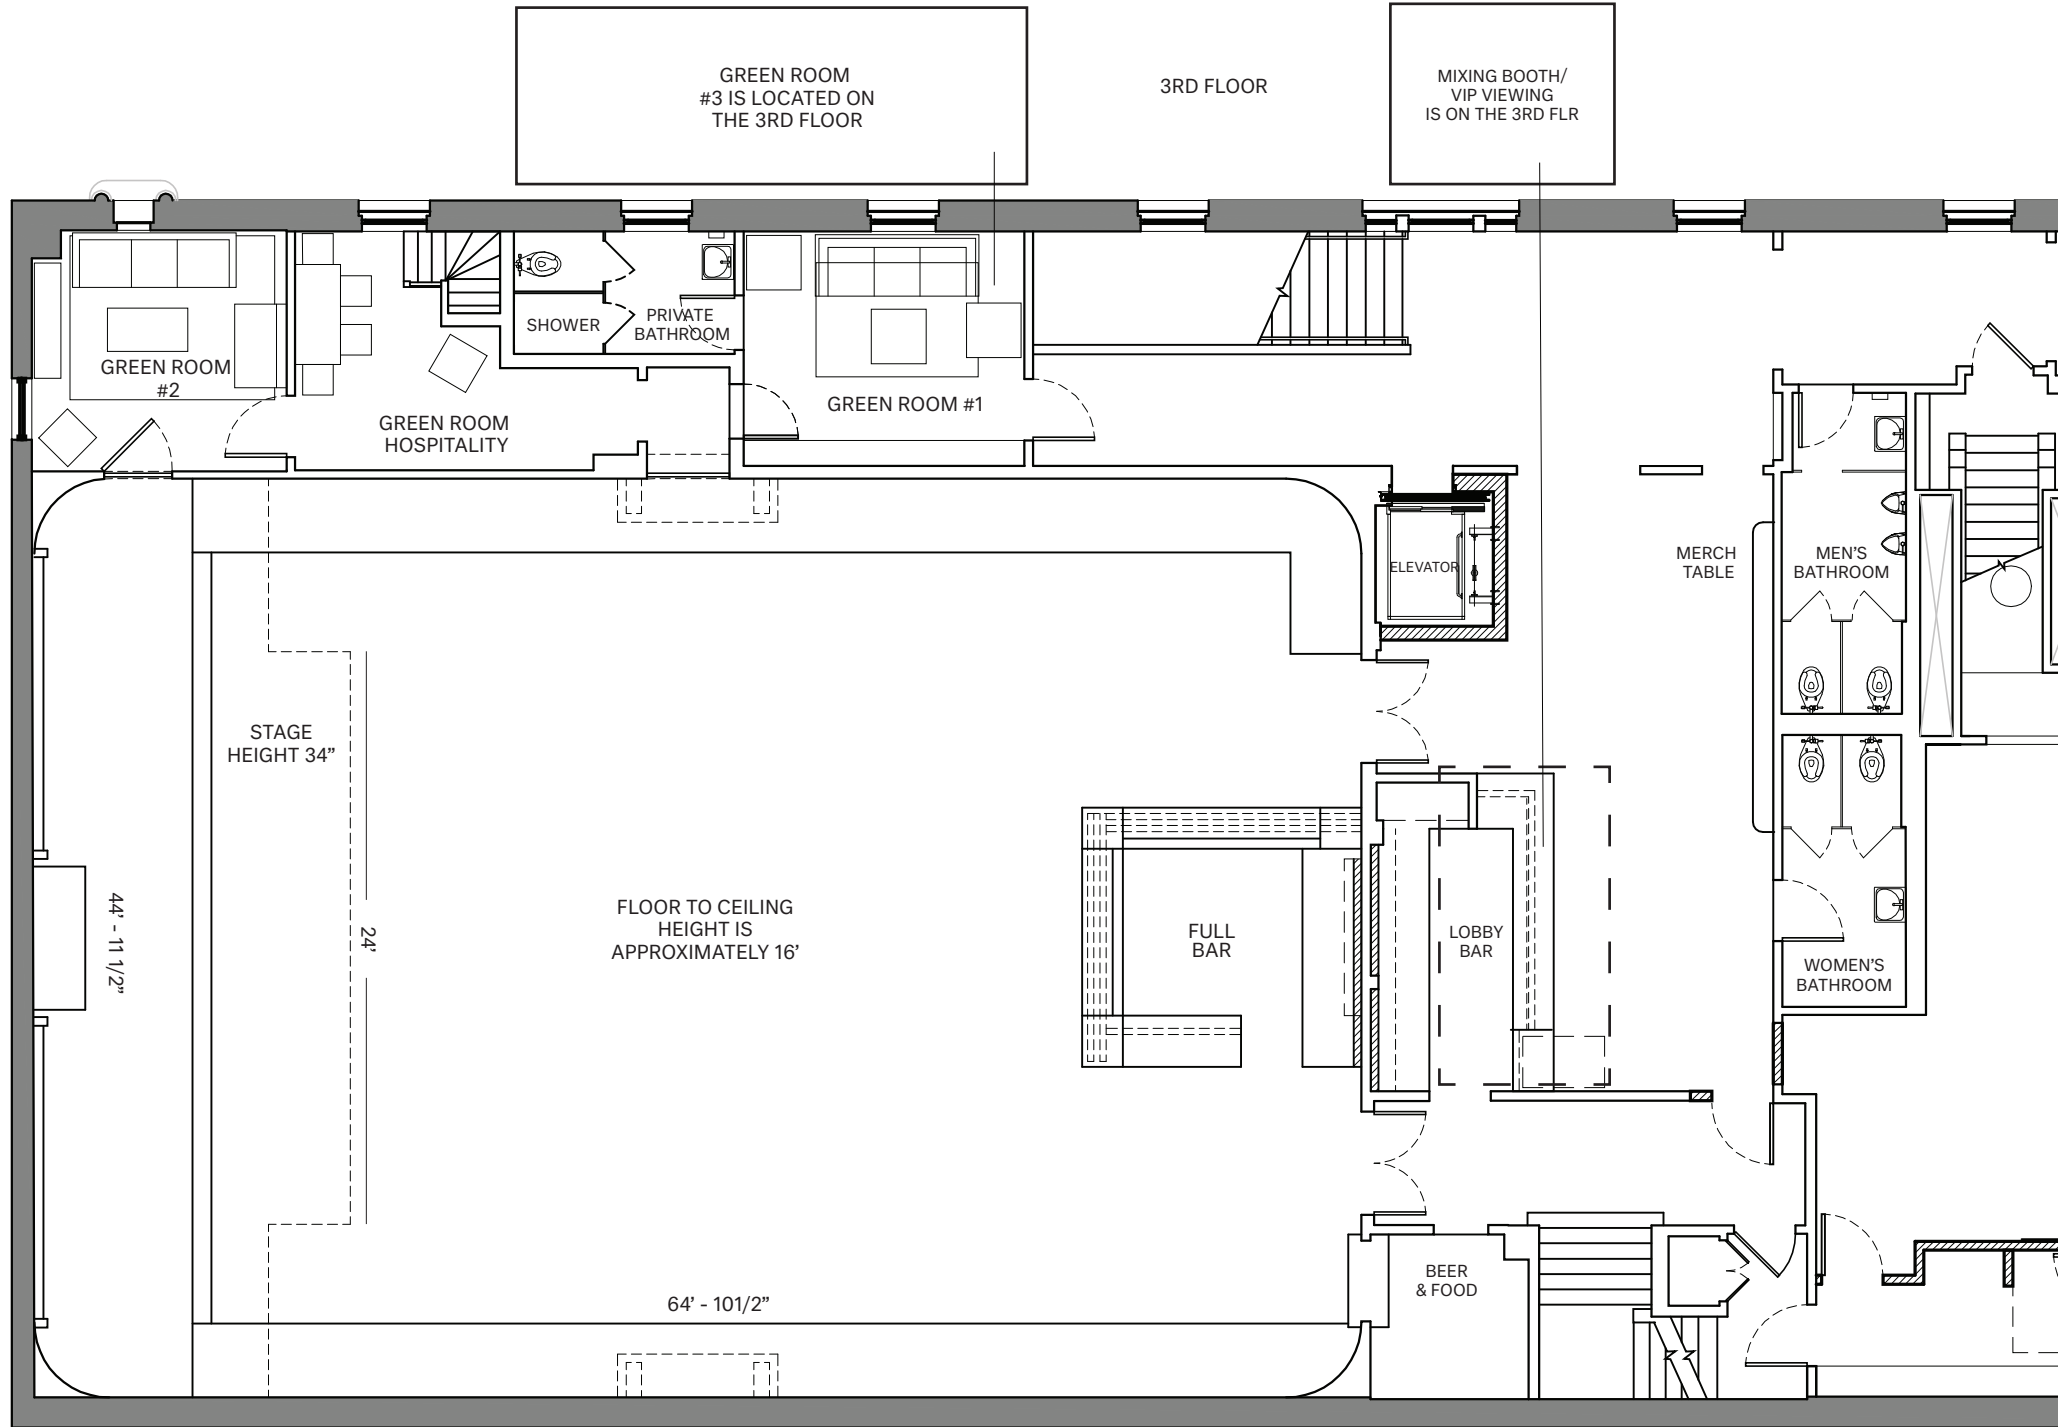 GREEN ROOM
#3 IS LOCATED ON
THE 3RD FLOOR
3RD FLOOR
MIXING BOOTH/
VIP VIEWING
IS ON THE 3RD FLR
GREEN ROOM
#2
SHOWER
PRIVATE
BATHROOM
GREEN ROOM
HOSPITALITY
GREEN ROOM #1
ELEVATOR
MERCH
TABLE
MEN'S
BATHROOM
STAGE
HEIGHT 34”
44’ - 11 1/2”
24’
FLOOR TO CEILING
HEIGHT IS
APPROXIMATELY 16’
FULL
BAR
LOBBY
BAR
WOMEN'S
BATHROOM
64’ - 101/2”
BEER
& FOOD